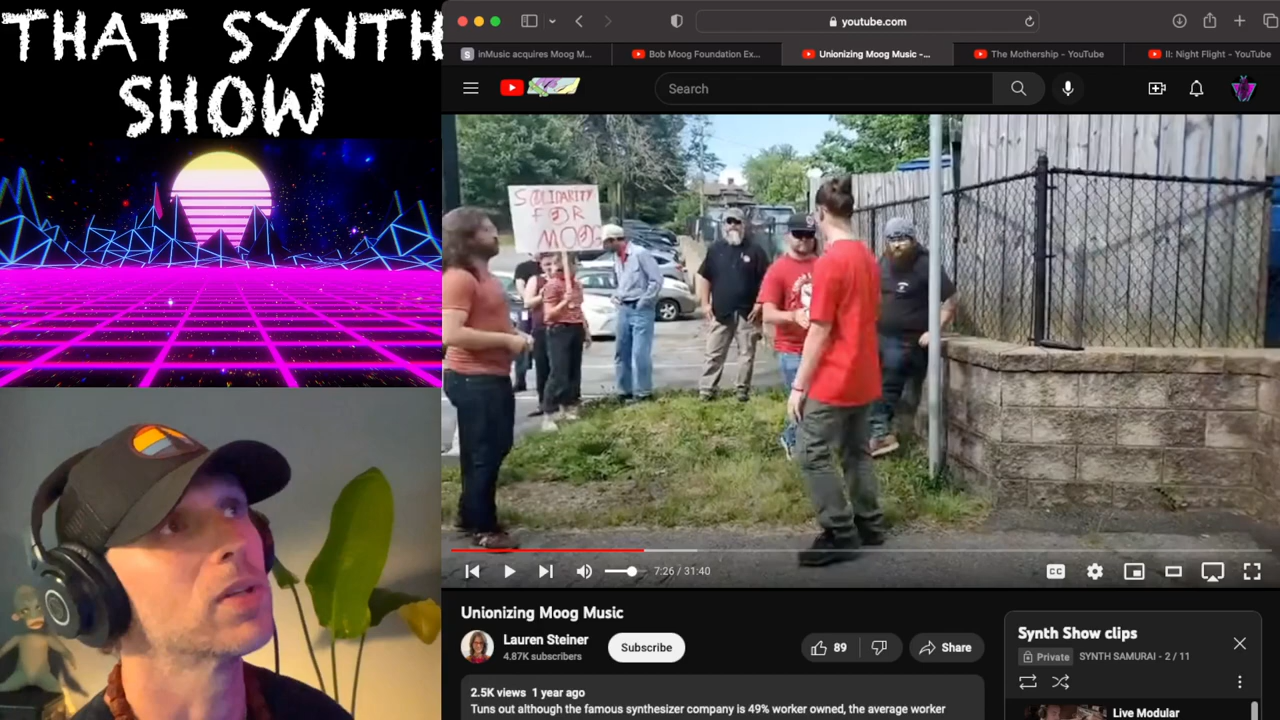 THAT SYNTH
SHOW
youtube.com
inMusic acquires Moog M...
Bob Moog Foundation Ex...
Unionizing Moog Music -...
The Mothership - YouTube
II: Night Flight - YouTube
Search
SOLIDARITY
FOR
MOOG
7:26 / 31:40
CC
Unionizing Moog Music
Lauren Steiner
4.87K subscribers
Subscribe
89
Share
2.5K views 1 year ago
Tuns out although the famous synthesizer company is 49% worker owned, the average worker
Synth Show clips
Private
SYNTH SAMURAI - 2 / 11
Live Modular